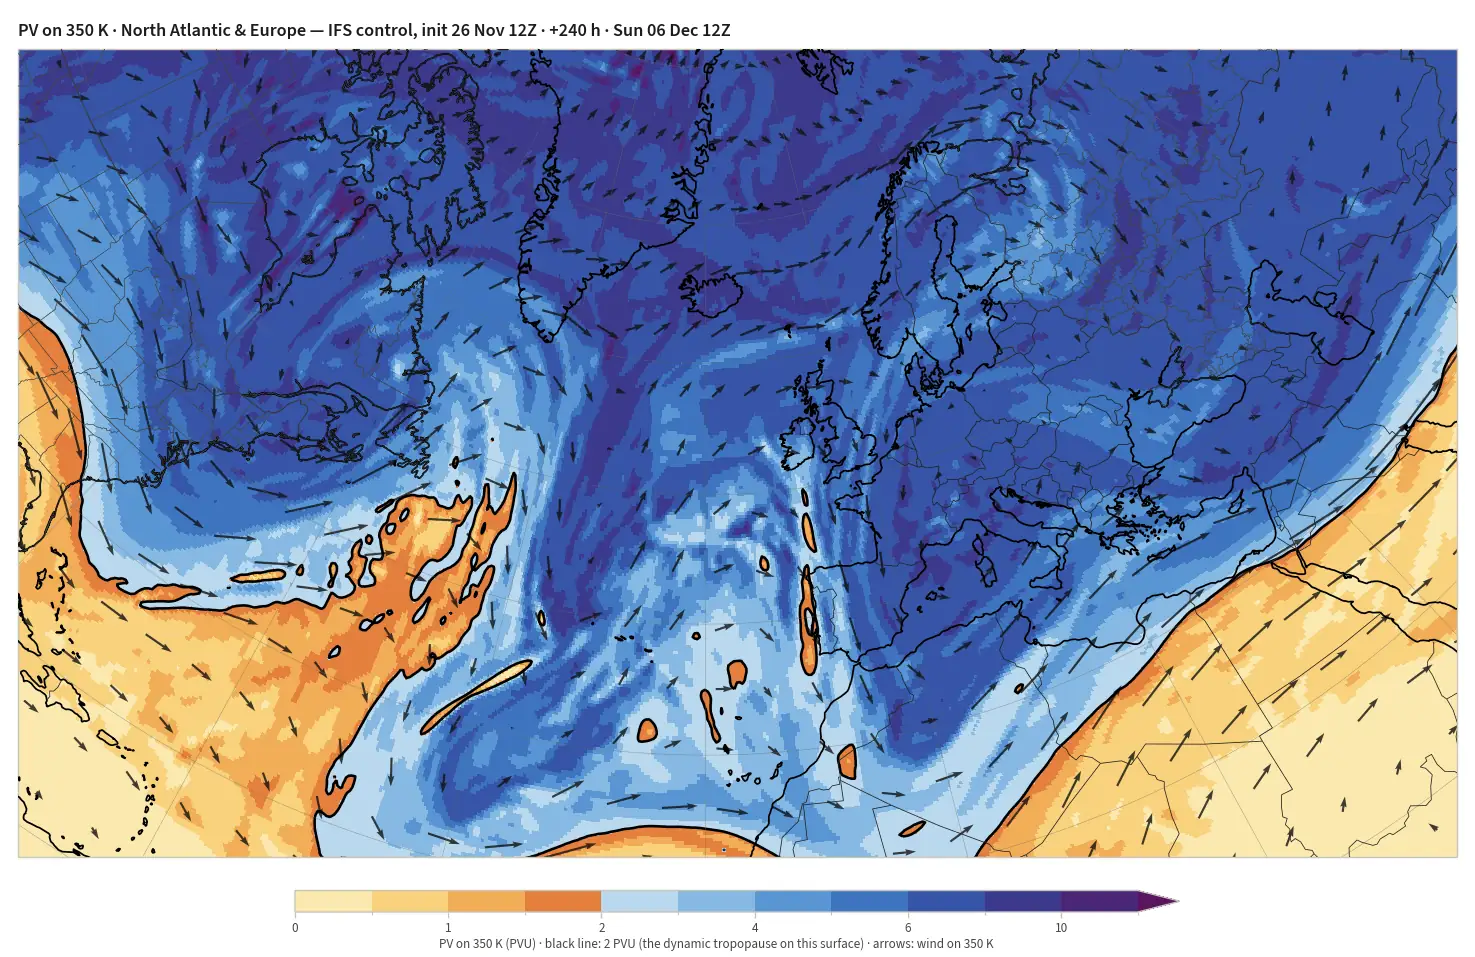 PV on 350 K · North Atlantic & Europe — IFS control, init 26 Nov 12Z · +240 h · Sun 06 Dec 12Z
0 1 2 4 6 10
PV on 350 K (PVU) · black line: 2 PVU (the dynamic tropopause on this surface) · arrows: wind on 350 K